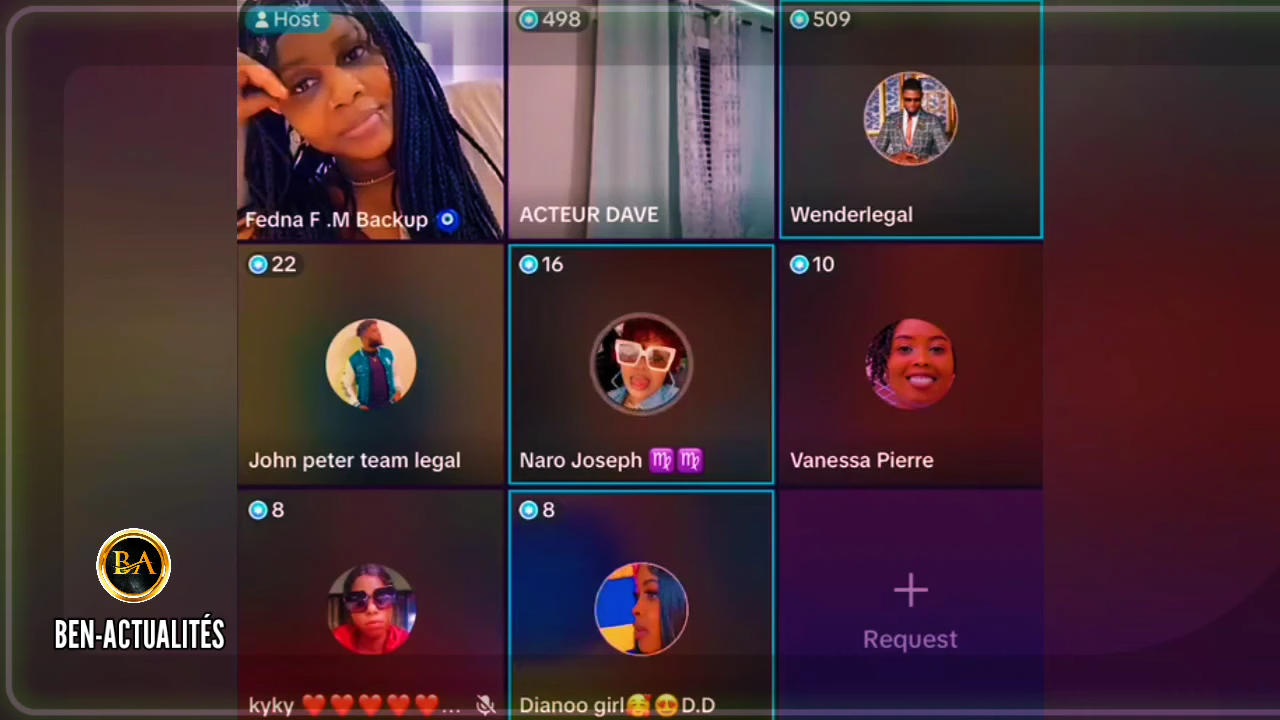 Host
498
509
Fedna F .M Backup 🧿
ACTEUR DAVE
Wenderlegal
22
16
10
John peter team legal
Naro Joseph ♍♍
Vanessa Pierre
8
8
BA
BEN-ACTUALITÉS
Request
kyky ❤️❤️❤️❤️❤️...
Dianoo girl🥰😍D.D